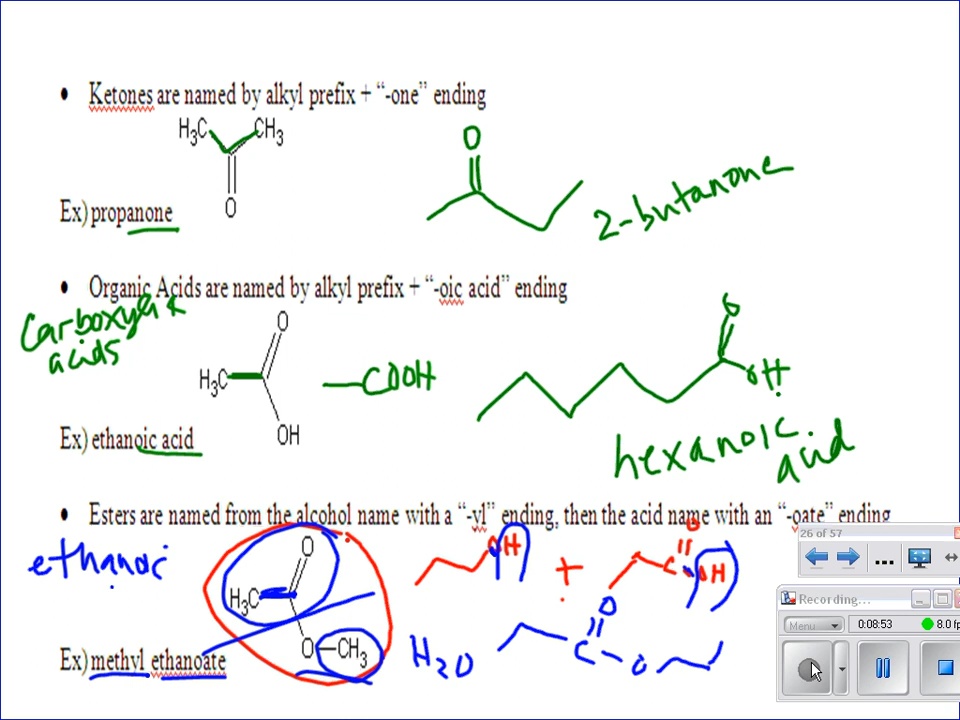 • Ketones are named by alkyl prefix + “-one” ending
H₃C CH₃
O
O
Ex) propanone
2-butanone
• Organic Acids are named by alkyl prefix + “-oic acid” ending
Carboxylic
acids
O
O
H₃C
—COOH
OH
OH
Ex) ethanoic acid
hexanoic
acid
• Esters are named from the alcohol name with a “-yl” ending, then the acid name with an “-oate” ending
ethanoic
O
OH
+
O
C
OH
H₃C
O
O
—CH₃
H₂O
C
O
Ex) methyl ethanoate
26 of 57
...
Recording...
Menu
0:08:53
8.0 fp